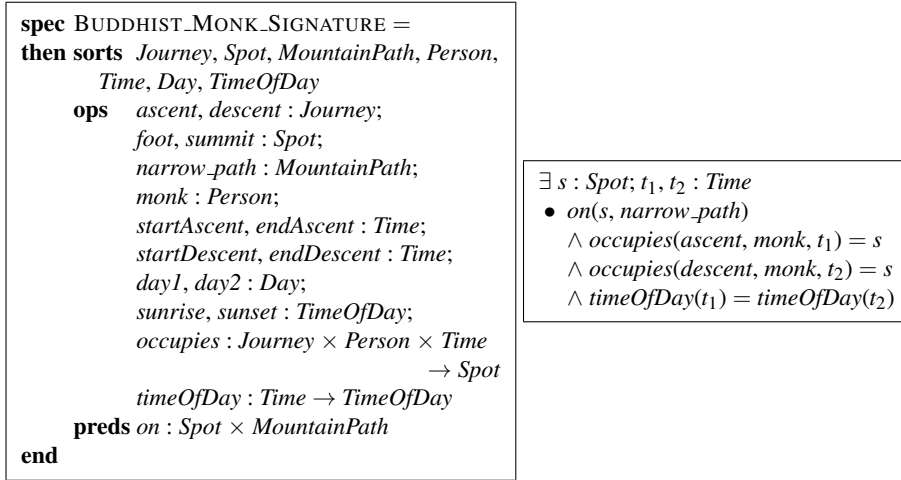 spec BUDDHIST_MONK_SIGNATURE =
then sorts Journey, Spot, MountainPath, Person,
Time, Day, TimeOfDay
ops ascent, descent : Journey;
foot, summit : Spot;
narrow_path : MountainPath;
monk : Person;
startAscent, endAscent : Time;
startDescent, endDescent : Time;
day1, day2 : Day;
sunrise, sunset : TimeOfDay;
occupies : Journey × Person × Time
→ Spot
timeOfDay : Time → TimeOfDay
preds on : Spot × MountainPath
end
∃ s : Spot; t₁, t₂ : Time
• on(s, narrow_path)
∧ occupies(ascent, monk, t₁) = s
∧ occupies(descent, monk, t₂) = s
∧ timeOfDay(t₁) = timeOfDay(t₂)